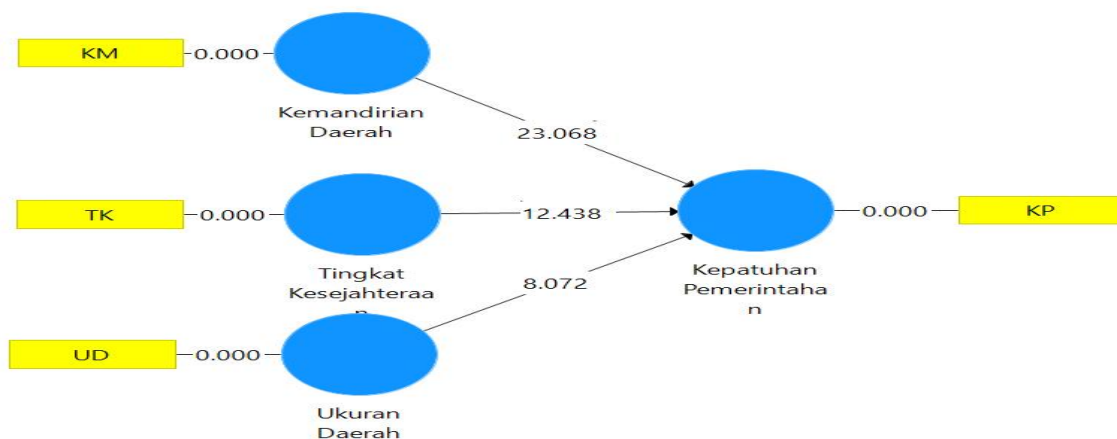 KM
0.000
Kemandirian
Daerah
23.068
TK
0.000
Tingkat
Kesejahteraa
n
12.438
UD
0.000
Ukuran
Daerah
8.072
Kepatuhan
Pemerintaha
n
0.000
KP